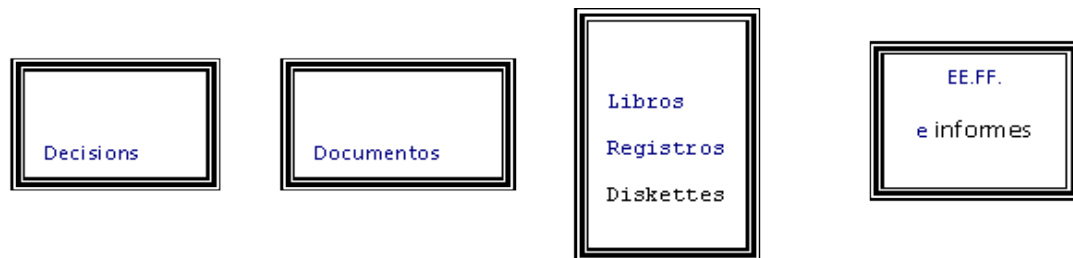 Decisions
Documentos
Libros
Registros
Diskettes
EE.FF.
e informes